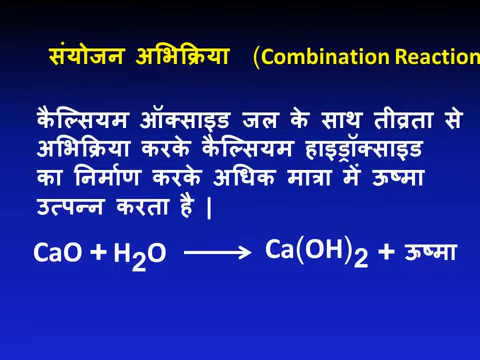 संयोजन अभिक्रिया (Combination Reaction
कैल्सियम ऑक्साइड जल के साथ तीव्रता से
अभिक्रिया करके कैल्सियम हाइड्रॉक्साइड
का निर्माण करके अधिक मात्रा में ऊष्मा
उत्पन्न करता है |
CaO + H2O ⟶ Ca(OH)2 + ऊष्मा